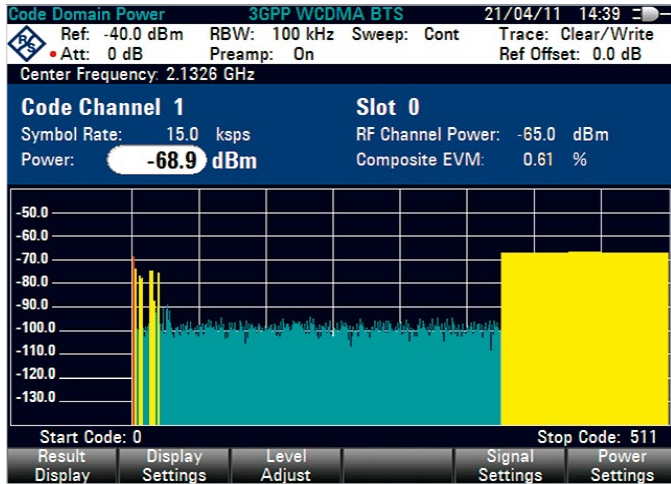 Code Domain Power 3GPP WCDMA BTS 21/04/11 14:39
R&S Ref: -40.0 dBm RBW: 100 kHz Sweep: Cont Trace: Clear/Write
Att: 0 dB Preamp: On Ref Offset: 0.0 dB
Center Frequency: 2.1326 GHz
Code Channel 1 Slot 0
Symbol Rate: 15.0 ksps RF Channel Power: -65.0 dBm
Power: -68.9 dBm Composite EVM: 0.61 %
-50.0
-60.0
-70.0
-80.0
-90.0
-100.0
-110.0
-120.0
-130.0
Start Code: 0 Stop Code: 511
Result Display Level Signal Power
Display Settings Adjust Settings Settings